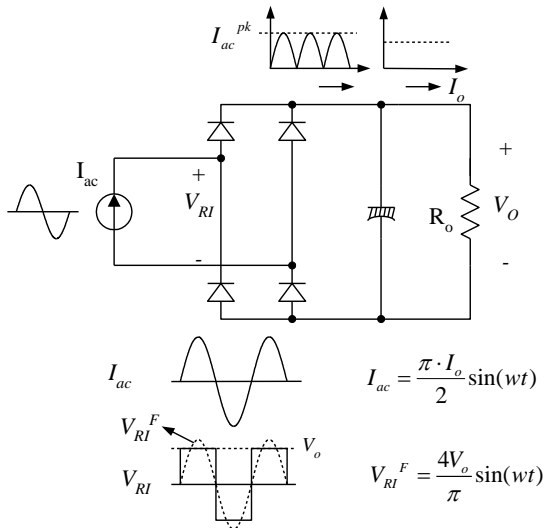 I_ac^pk
I_o
I_ac
+
V_RI
-
+
R_o
V_O
-
I_ac
I_ac = π · I_o / 2 sin(wt)
V_RI^F
V_o
V_RI
V_RI^F = 4V_o / π sin(wt)